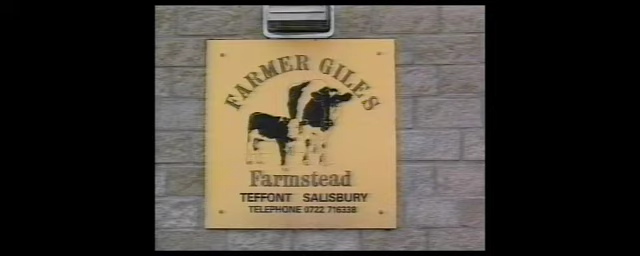 FARMER GILES
Farmstead
TEFFONT SALISBURY
TELEPHONE 0722 716338